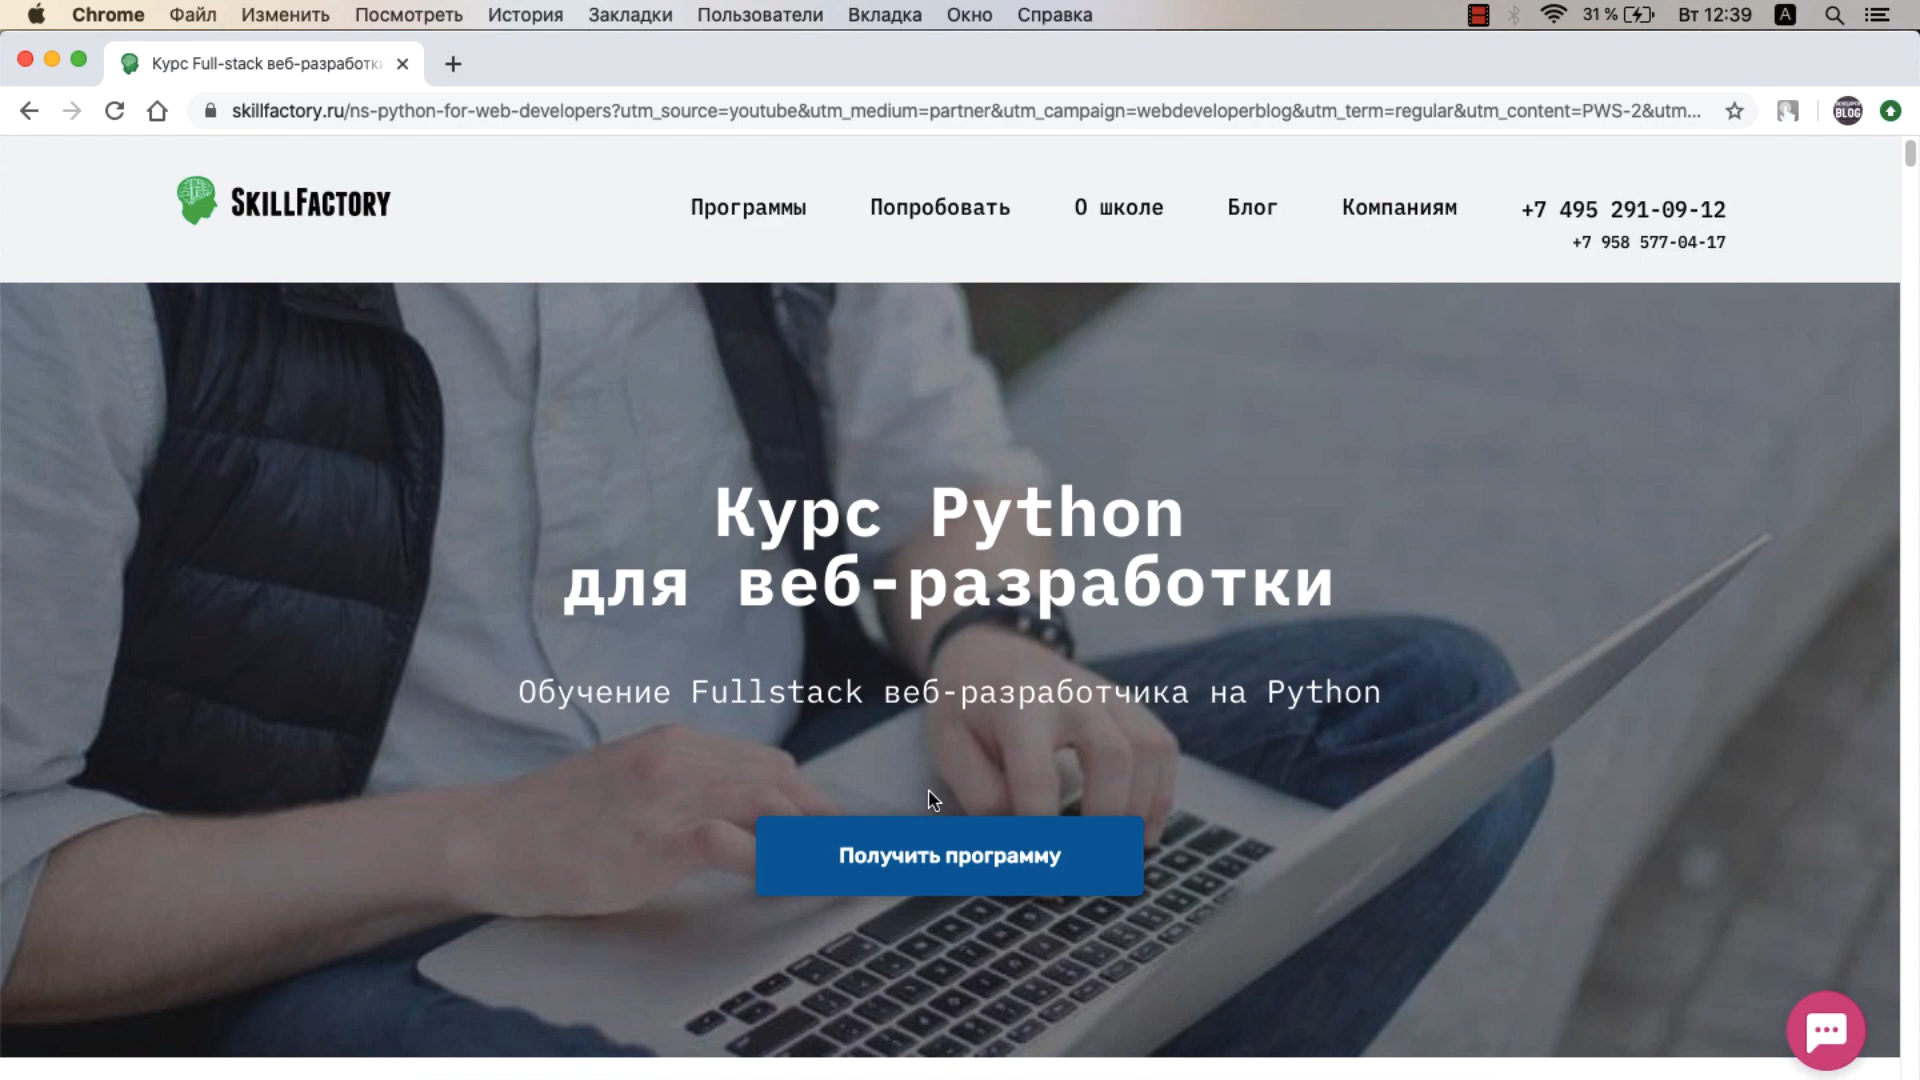 Chrome Файл Изменить Посмотреть История Закладки Пользователи Вкладка Окно Справка 31 % Вт 12:39 A
Курс Full-stack веб-разработки
skillfactory.ru/ns-python-for-web-developers?utm_source=youtube&utm_medium=partner&utm_campaign=webdeveloperblog&utm_term=regular&utm_content=PWS-2&utm...
BLOG
SKILLFACTORY
Программы Попробовать О школе Блог Компаниям +7 495 291-09-12
+7 958 577-04-17
Курс Python
для веб-разработки
Обучение Fullstack веб-разработчика на Python
Получить программу